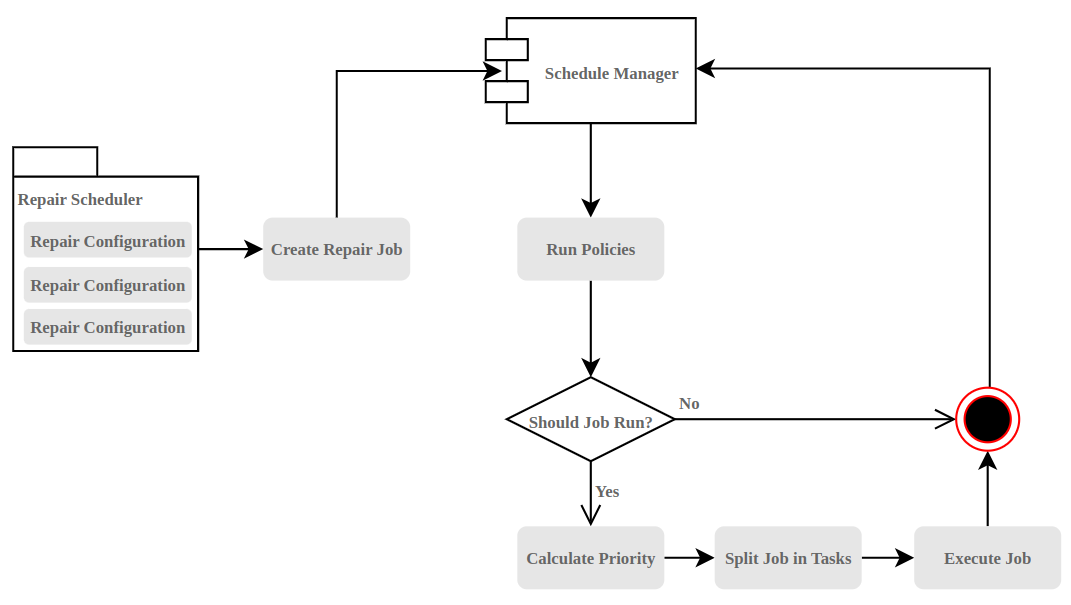 Schedule Manager
Repair Scheduler
Repair Configuration
Repair Configuration
Repair Configuration
Create Repair Job
Run Policies
Should Job Run?
No
Yes
Calculate Priority
Split Job in Tasks
Execute Job